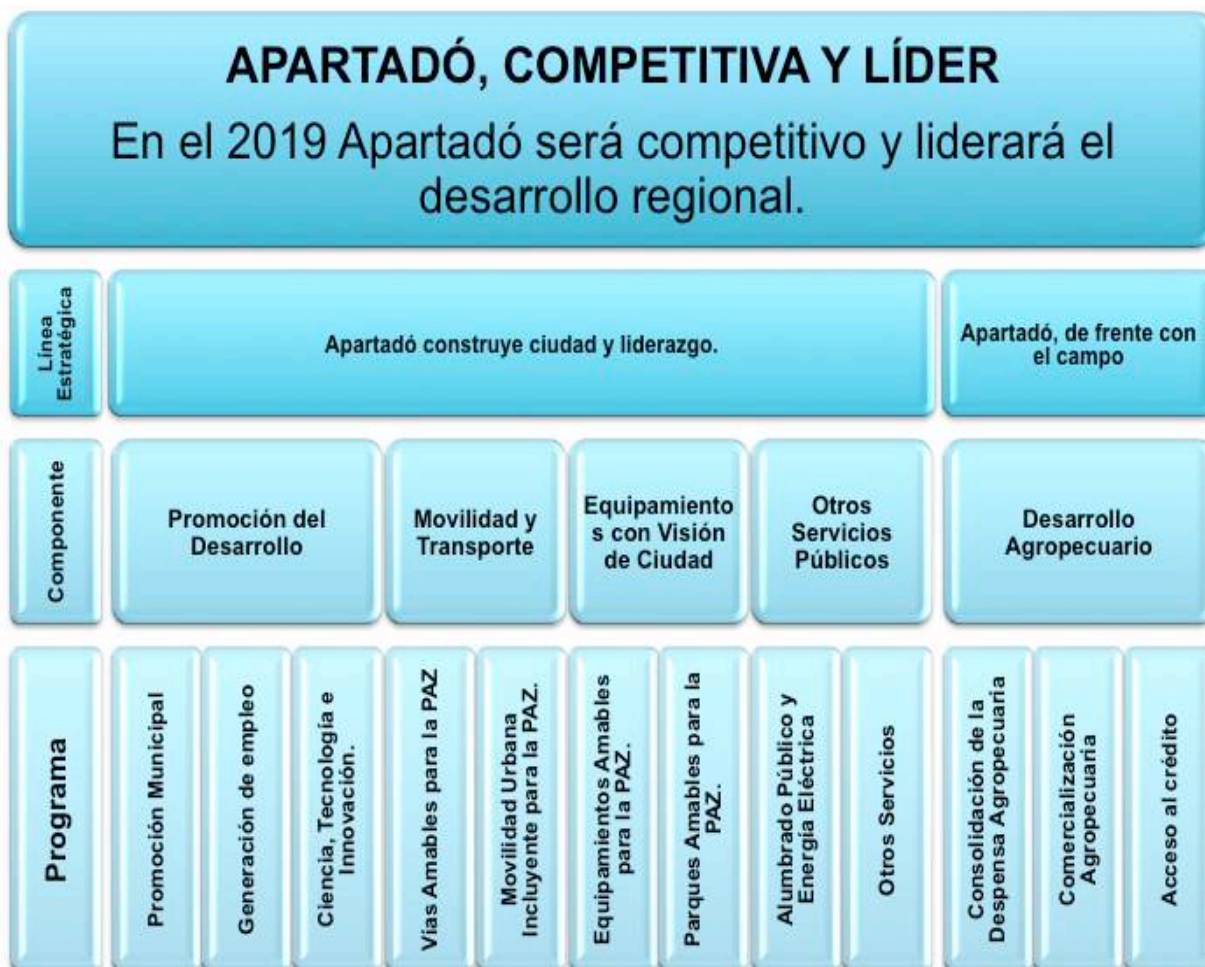 APARTADÓ, COMPETITIVA Y LÍDER
En el 2019 Apartadó será competitivo y liderará el
desarrollo regional.
Línea
Estratégica
Apartadó construye ciudad y liderazgo.
Apartadó, de frente con
el campo
Componente
Promoción del
Desarrollo
Movilidad y
Transporte
Equipamiento
s con Visión
de Ciudad
Otros
Servicios
Públicos
Desarrollo
Agropecuario
Programa
Promoción Municipal
Generación de empleo
Ciencia, Tecnología e
Innovación.
Vías Amables para la PAZ
Movilidad Urbana
Incluyente para la PAZ.
Equipamientos Amables
para la PAZ.
Parques Amables para la
PAZ.
Alumbrado Público y
Energía Eléctrica
Otros Servicios
Consolidación de la
Despensa Agropecuaria
Comercialización
Agropecuaria
Acceso al crédito